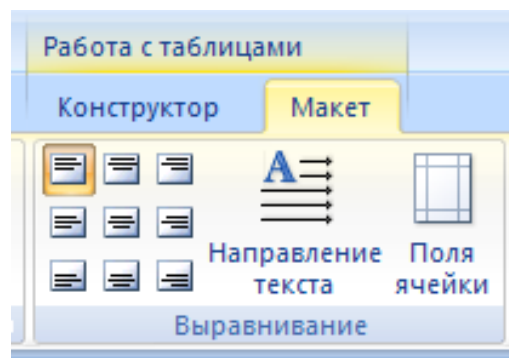 Работа с таблицами
Конструктор Макет
A
Направление текста
Поля ячейки
Выравнивание